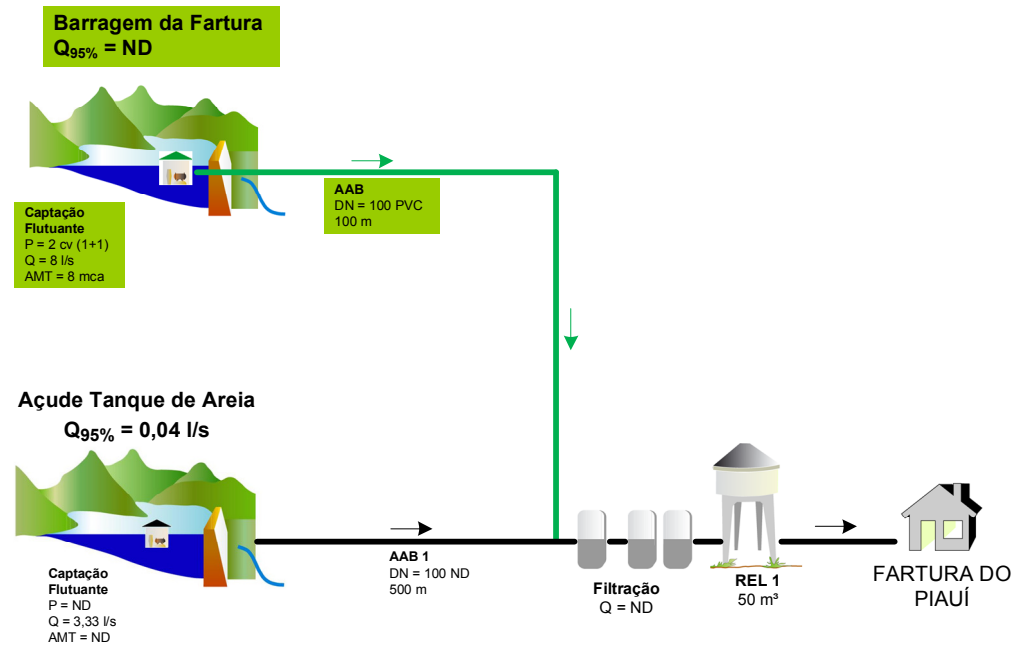 Barragem da Fartura
Q95% = ND
Captação
Flutuante
P = 2 cv (1+1)
Q = 8 l/s
AMT = 8 mca
AAB
DN = 100 PVC
100 m
Açude Tanque de Areia
Q95% = 0,04 l/s
Captação
Flutuante
P = ND
Q = 3,33 l/s
AMT = ND
AAB 1
DN = 100 ND
500 m
Filtração
Q = ND
REL 1
50 m³
FARTURA DO
PIAUÍ